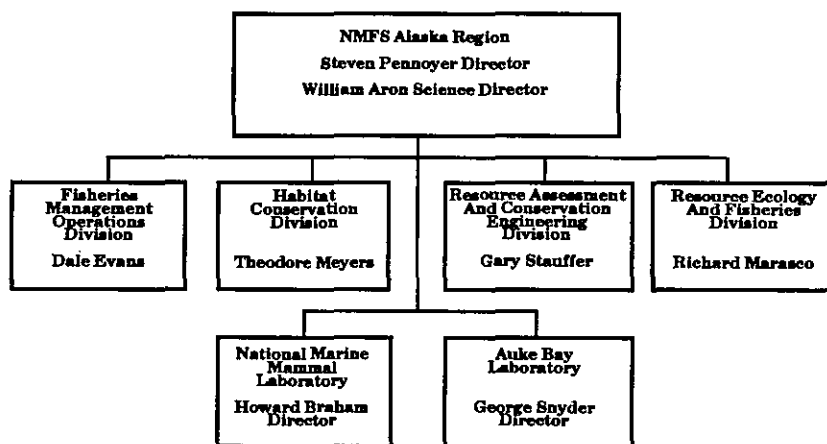 NMFS Alaska Region
Steven Pennoyer Director
William Aron Science Director
Fisheries
Management
Operations
Division
Dale Evans
Habitat
Conservation
Division
Theodore Meyers
Resource Assessment
And Conservation
Engineering
Division
Gary Stauffer
Resource Ecology
And Fisheries
Division
Richard Marasco
National Marine
Mammal
Laboratory
Howard Braham
Director
Auke Bay
Laboratory
George Snyder
Director